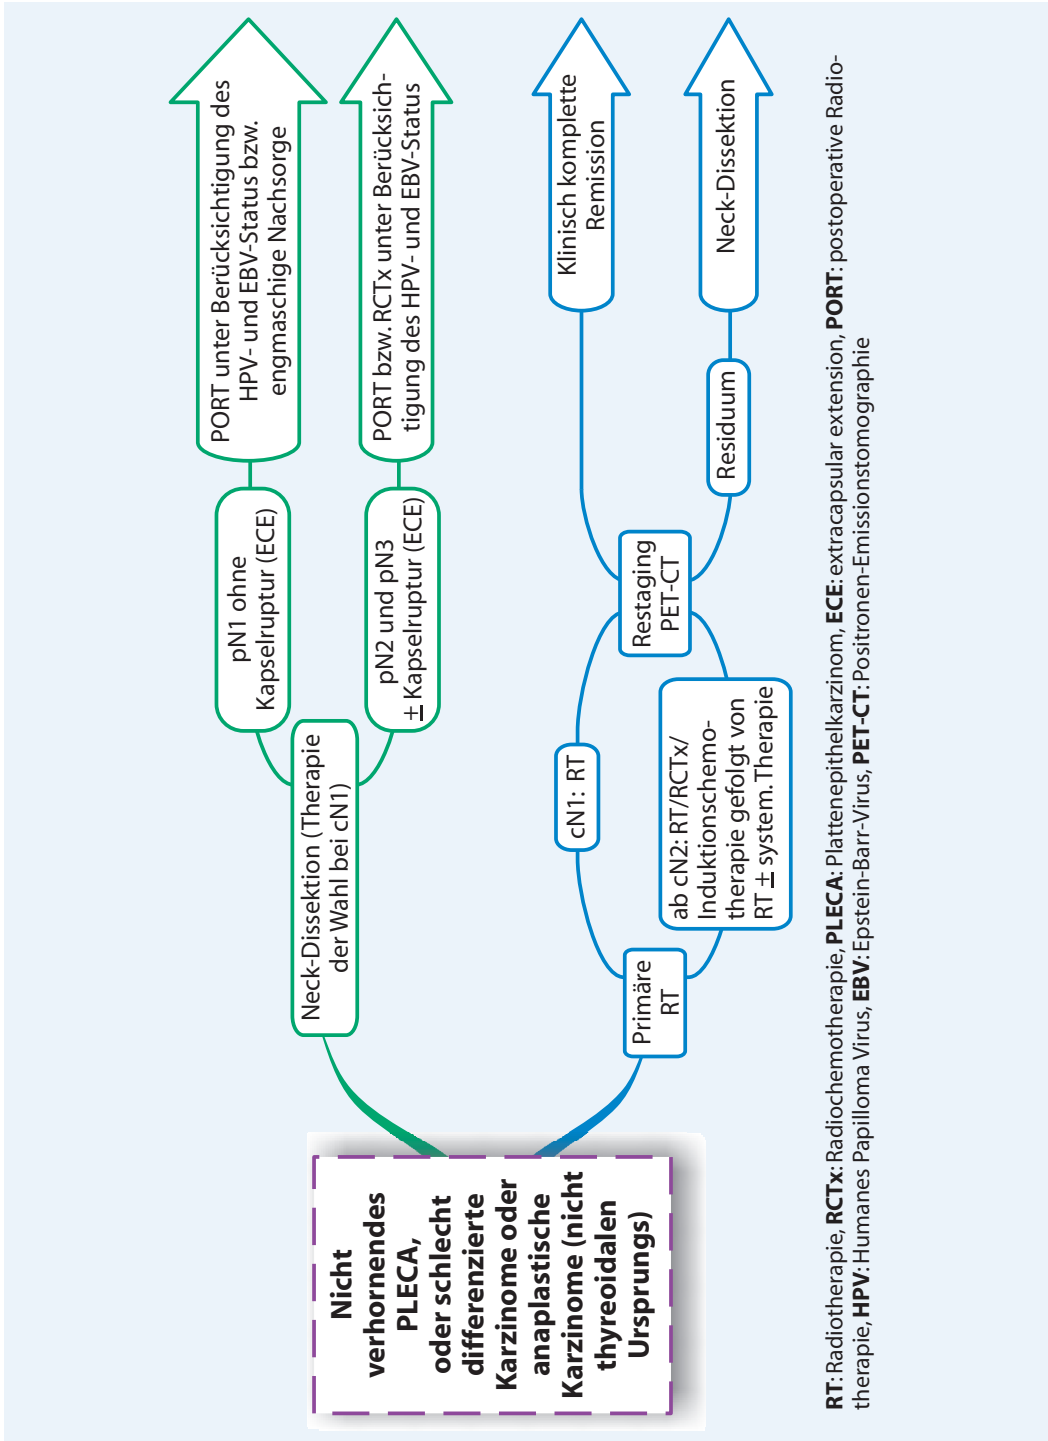 Nicht
verhornendes
PLECA,
oder schlecht
differenzierte
Karzinome oder
anaplastische
Karzinome (nicht
thyreoidalen
Ursprungs)
Neck-Dissektion (Therapie
der Wahl bei cN1)
pN1 ohne
Kapselruptur (ECE)
PORT unter Berücksichtigung des
HPV- und EBV-Status bzw.
engmaschige Nachsorge
pN2 und pN3
± Kapselruptur (ECE)
PORT bzw. RCTx unter Berücksich-
tigung des HPV- und EBV-Status
Primäre
RT
cN1: RT
ab cN2: RT/RCTx/
Induktionschemo-
therapie gefolgt von
RT ± system. Therapie
Restaging
PET-CT
Klinisch komplette
Remission
Residuum
Neck-Dissektion
RT: Radiotherapie, RCTx: Radiochemotherapie, PLECA: Plattenepithelkarzinom, ECE: extracapsular extension, PORT: postoperative Radio-
therapie, HPV: Humanes Papilloma Virus, EBV: Epstein-Barr-Virus, PET-CT: Positronen-Emissionstomographie